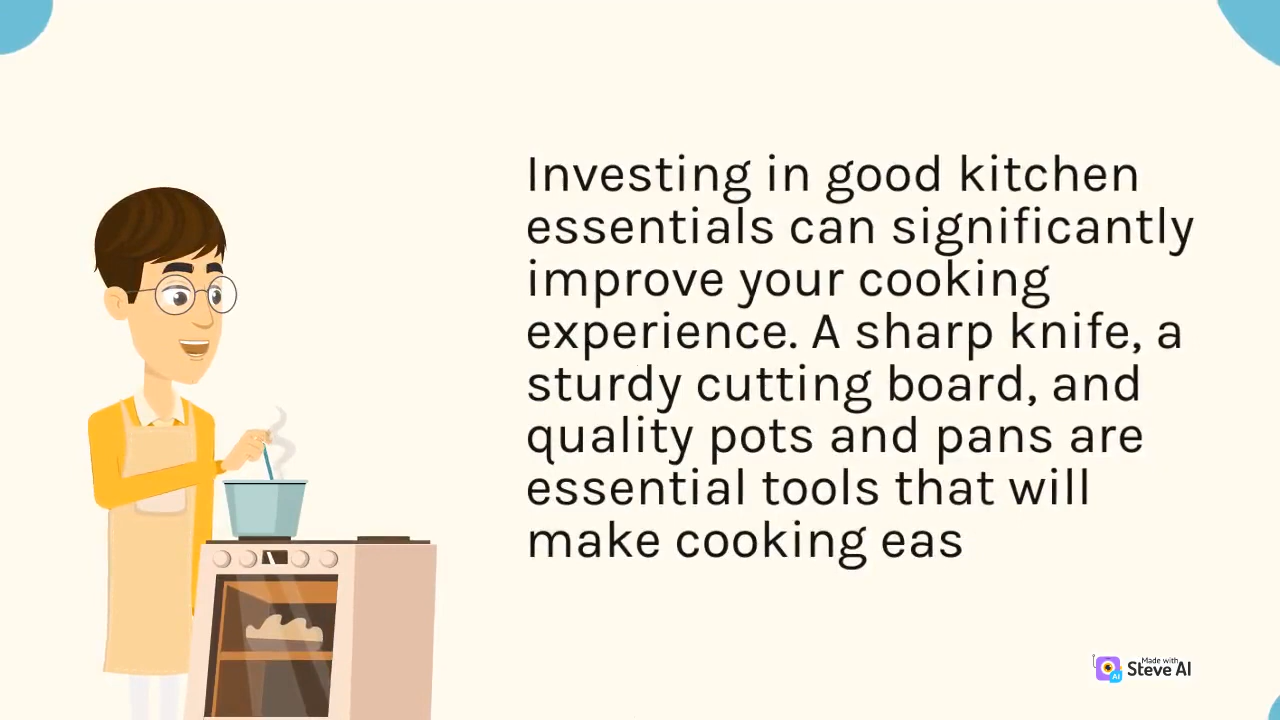 Investing in good kitchen
essentials can significantly
improve your cooking
experience. A sharp knife, a
sturdy cutting board, and
quality pots and pans are
essential tools that will
make cooking eas
Made with
Steve AI
AI